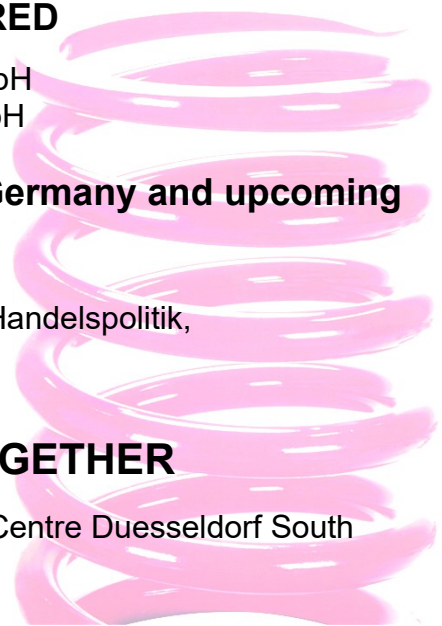 RED
bH
bH
Germany and upcoming
Handelspolitik,
GETHER
Centre Duesseldorf South